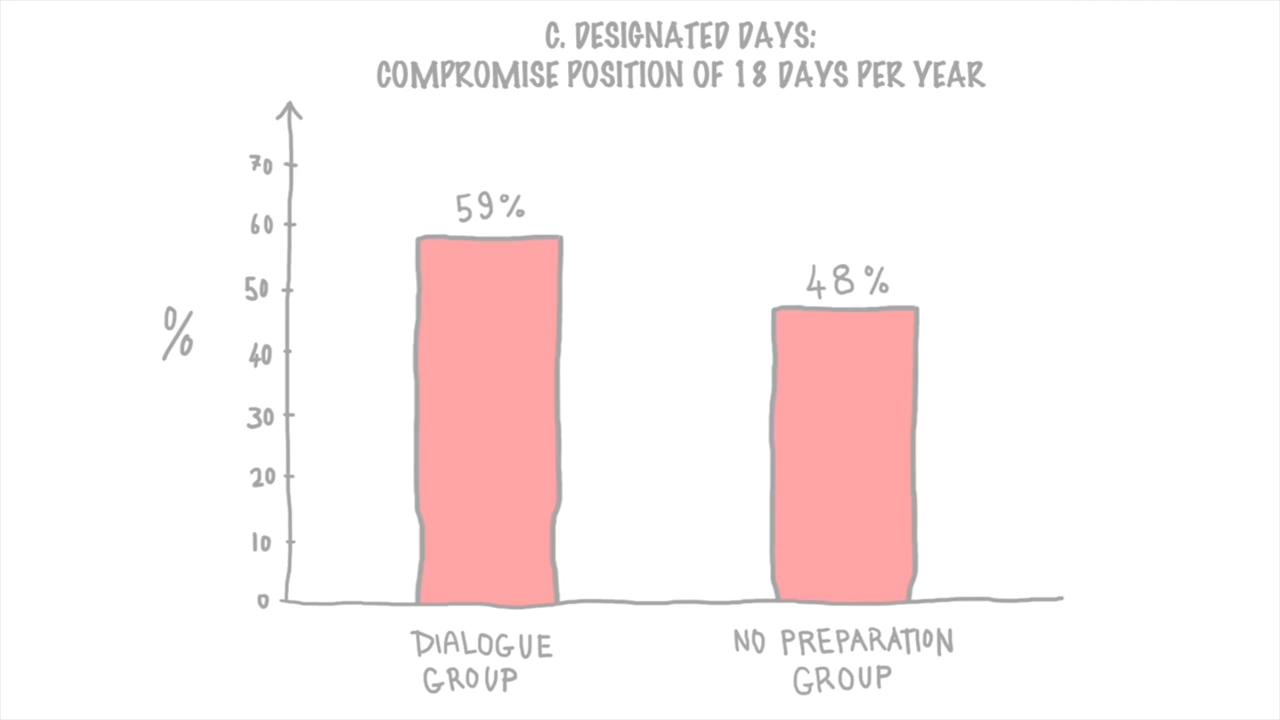 C. DESIGNATED DAYS:
COMPROMISE POSITION OF 18 DAYS PER YEAR
70
59%
60
48%
50
%
40
30
20
10
0
DIALOGUE
GROUP
NO PREPARATION
GROUP